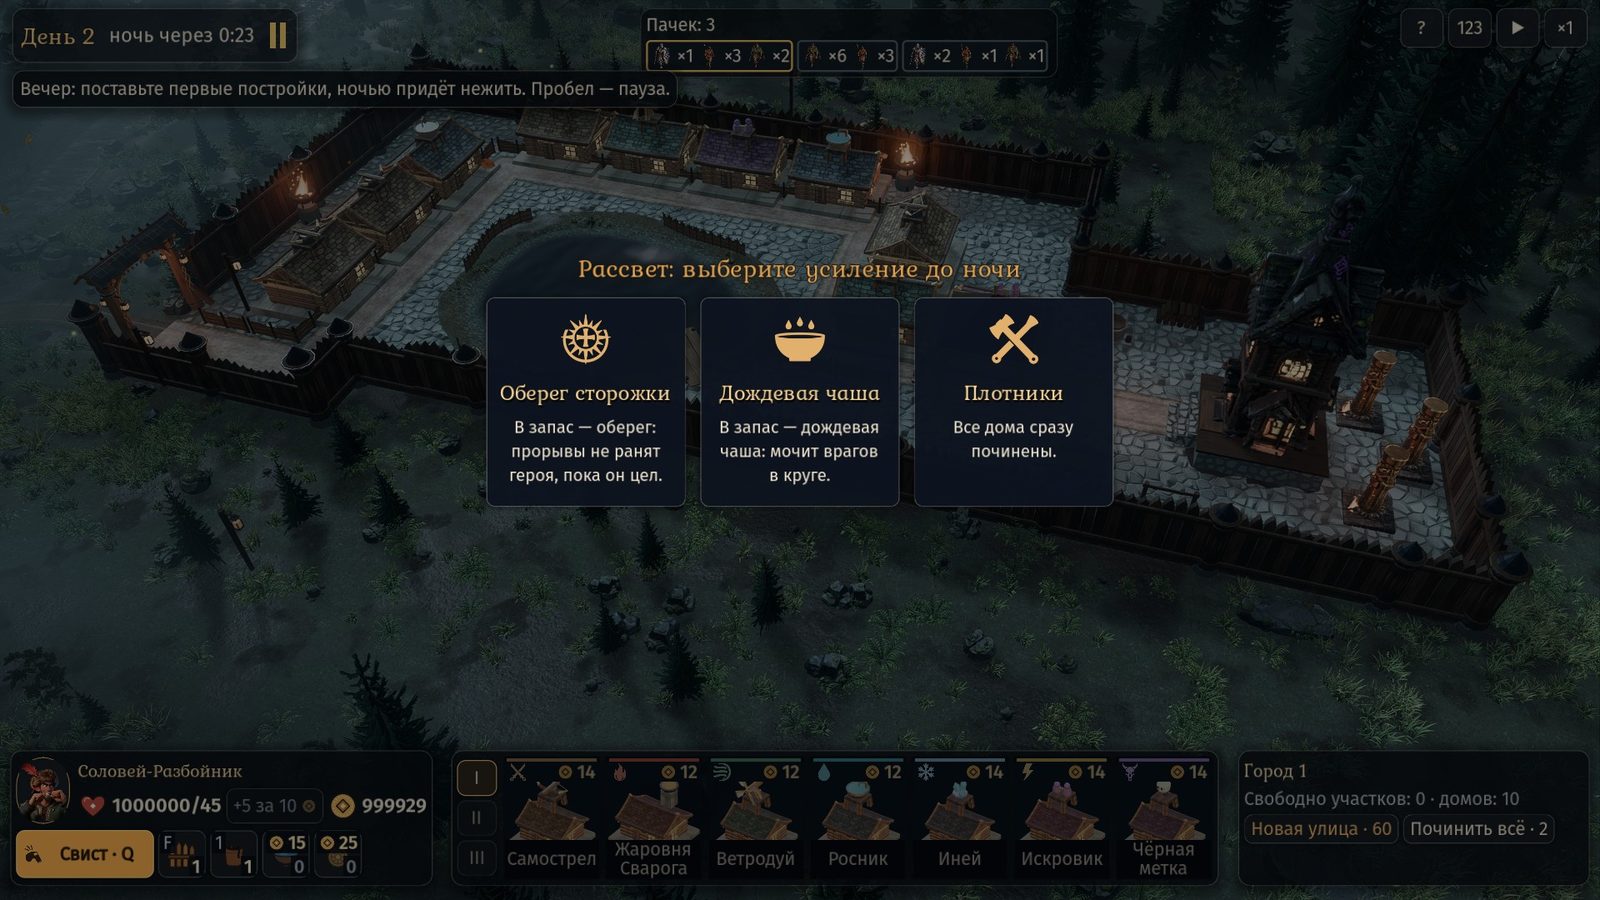 День 2 ночь через 0:23
Пачек: 3
×1 ×3 ×2 ×6 ×3 ×2 ×1 ×1
? 123 ×1
Вечер: поставьте первые постройки, ночью придёт нежить. Пробел — пауза.
Рассвет: выберите усиление до ночи
Оберег сторожки
В запас — оберег:
прорывы не ранят
героя, пока он цел.
Дождевая чаша
В запас — дождевая
чаша: мочит врагов
в круге.
Плотники
Все дома сразу
починены.
Соловей-Разбойник
1000000/45 +5 за 10 999929
Свист · Q
F 1
1 1
15 0
25 0
I
II
III
14
Самострел
12
Жаровня
Сварога
12
Ветродуй
12
Росник
14
Иней
14
Искровик
14
Чёрная
метка
Город 1
Свободно участков: 0 · домов: 10
Новая улица · 60 Починить всё · 2